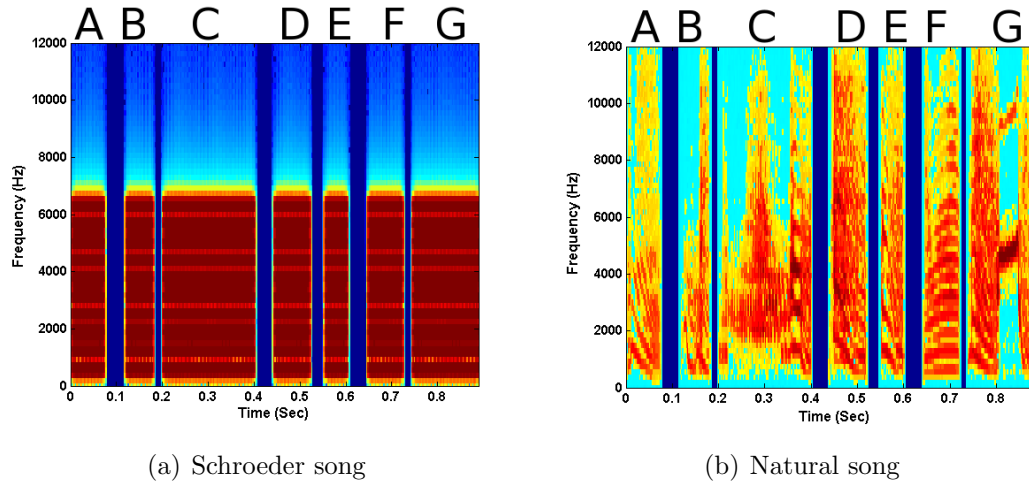 A B C D E F G
12000
10000
8000
6000
4000
2000
0
Frequency (Hz)
0 0.1 0.2 0.3 0.4 0.5 0.6 0.7 0.8
Time (Sec)
(a) Schroeder song
A B C D E F G
12000
10000
8000
6000
4000
2000
0
Frequency (Hz)
0 0.1 0.2 0.3 0.4 0.5 0.6 0.7 0.8
Time (Sec)
(b) Natural song